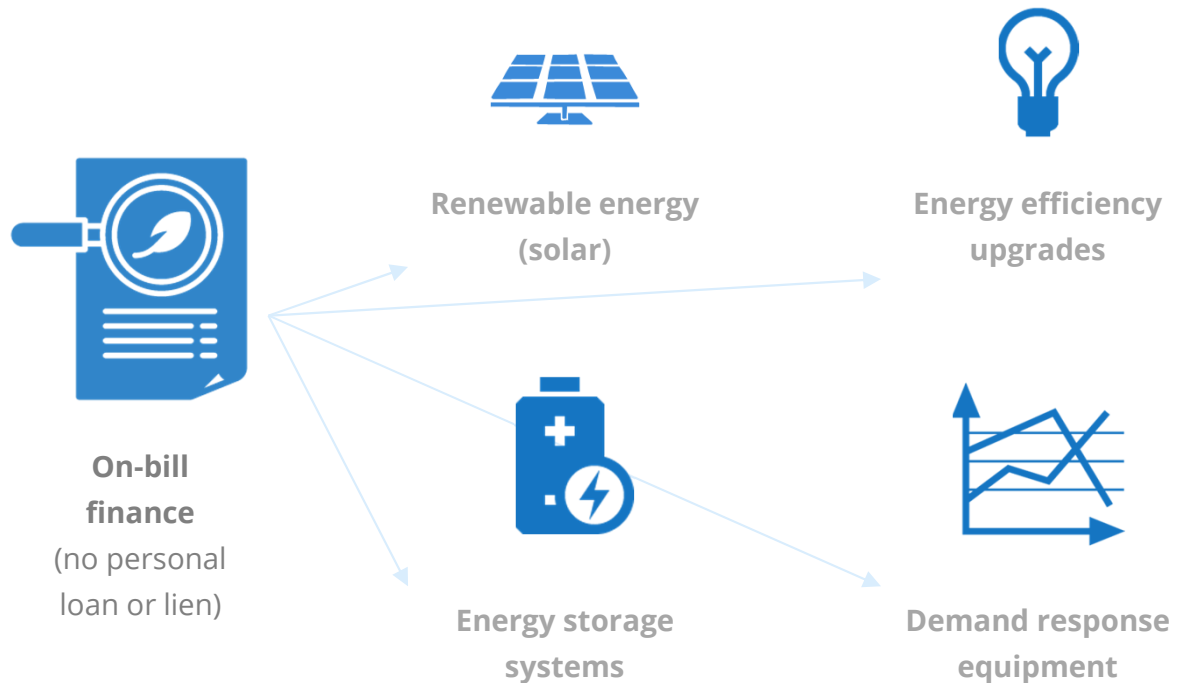 Renewable energy
(solar)
Energy efficiency
upgrades
On-bill
finance
(no personal
loan or lien)
Energy storage
systems
Demand response
equipment